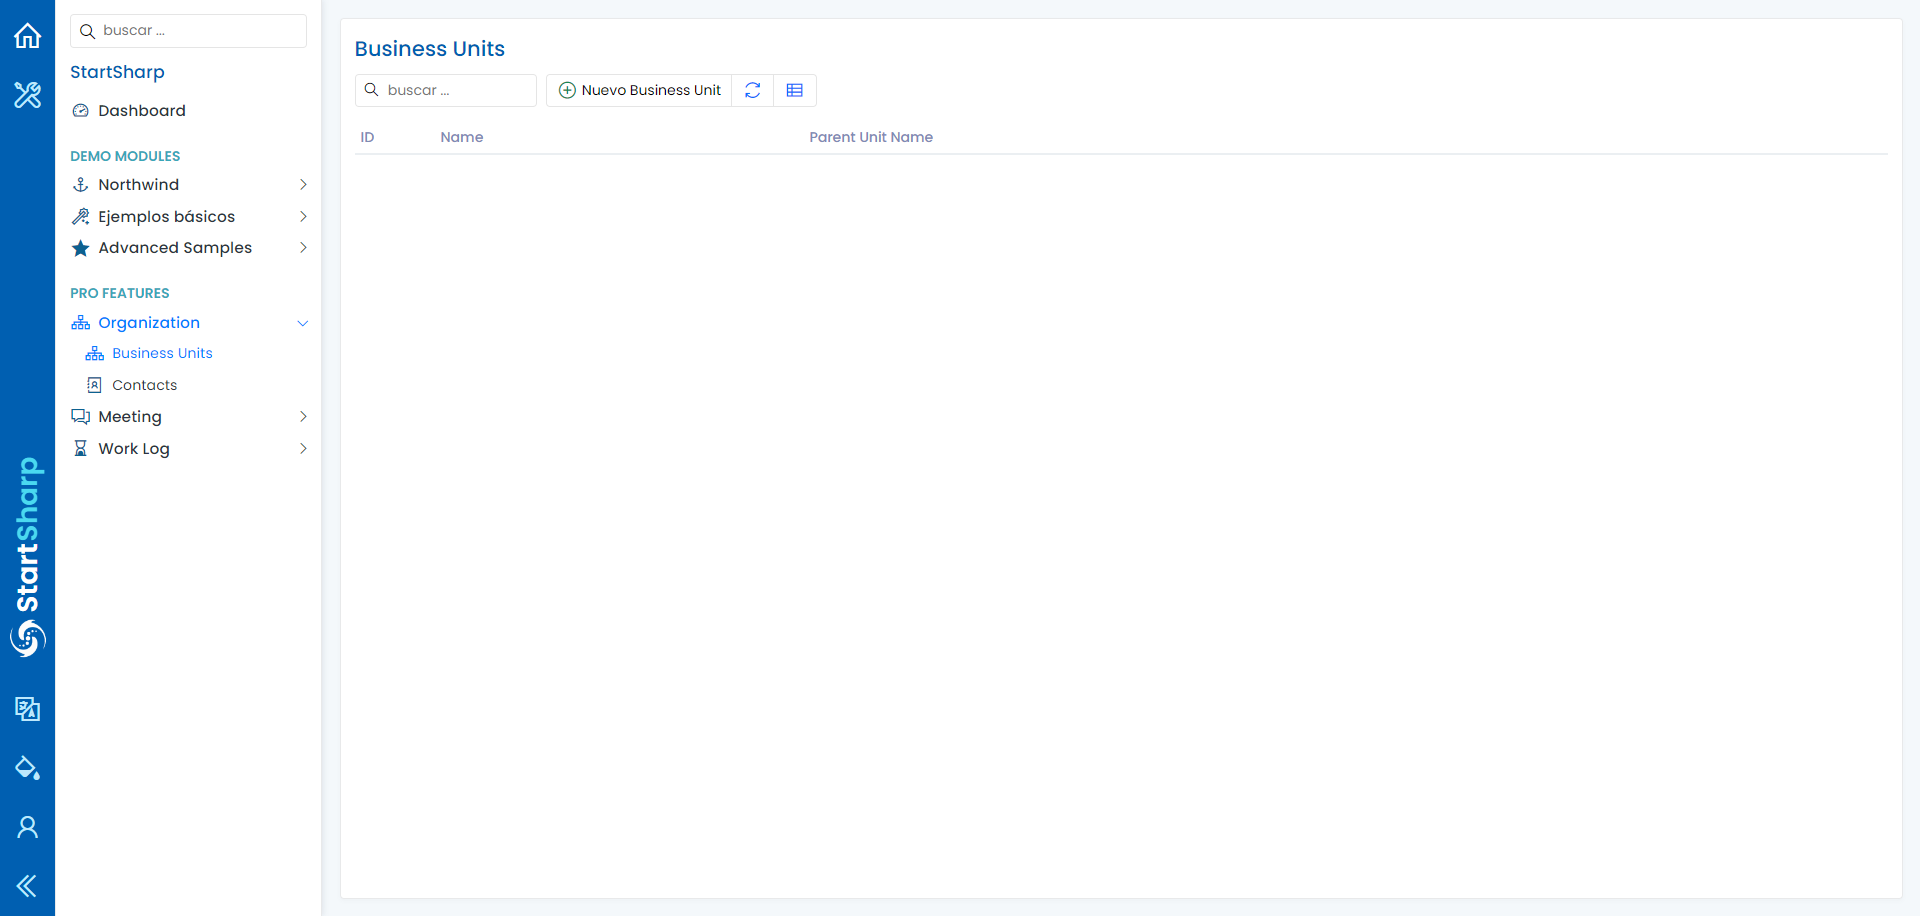 buscar ...
StartSharp
Dashboard
DEMO MODULES
Northwind
Ejemplos básicos
Advanced Samples
PRO FEATURES
Organization
Business Units
Contacts
Meeting
Work Log
StartSharp
Business Units
buscar ...
Nuevo Business Unit
ID
Name
Parent Unit Name